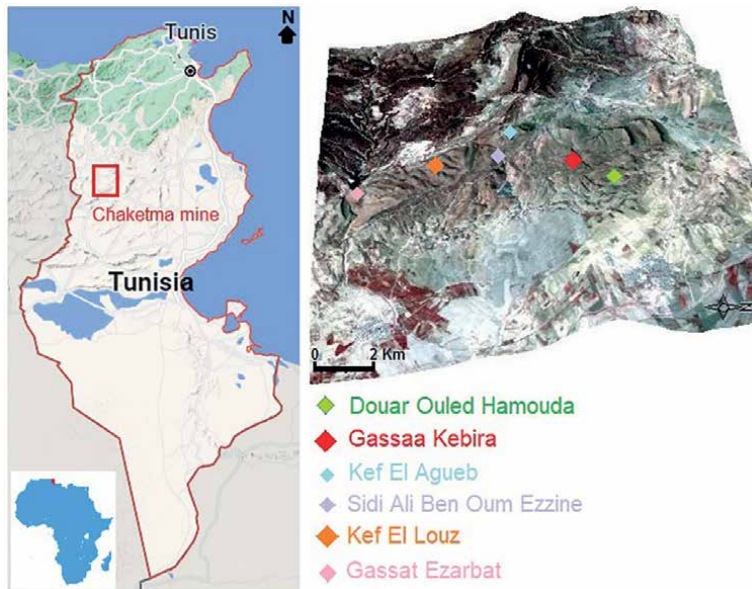 Tunis
N
Chaketma mine
Tunisia
N
0 2 Km
Douar Ouled Hamouda
Gassaa Kebira
Kef El Agueb
Sidi Ali Ben Oum Ezzine
Kef El Louz
Gassat Ezarbat